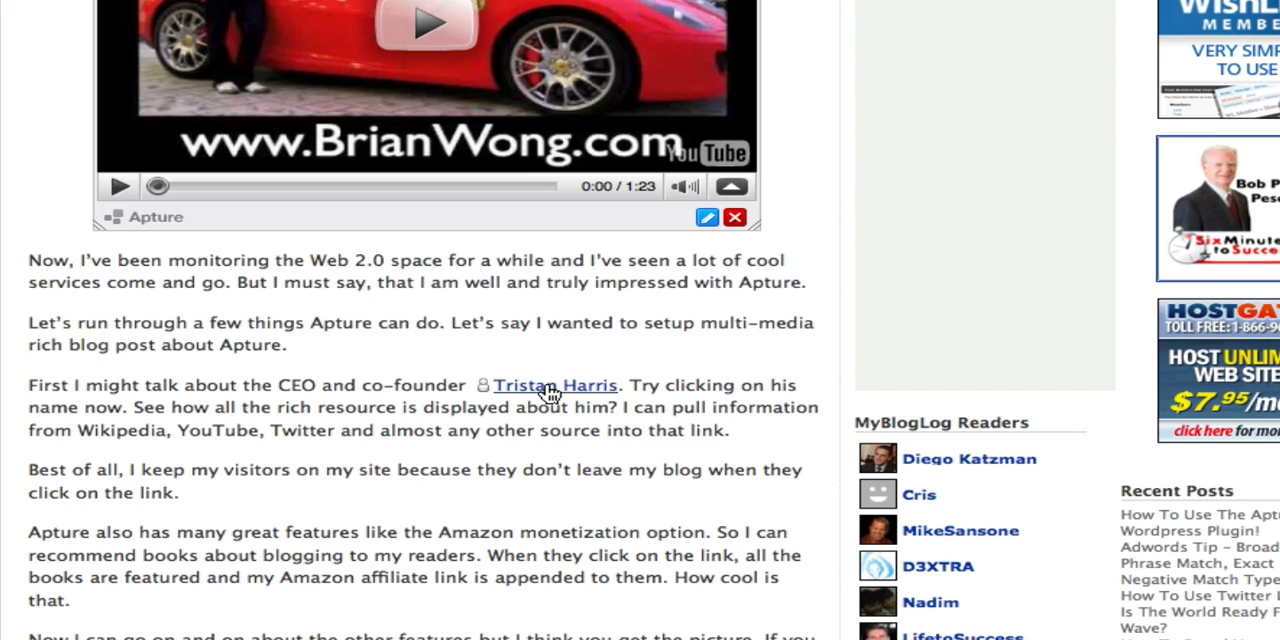 www.BrianWong.com
YouTube
0:00 / 1:23
Apture
Now, I've been monitoring the Web 2.0 space for a while and I've seen a lot of cool
services come and go. But I must say, that I am well and truly impressed with Apture.
Let's run through a few things Apture can do. Let's say I wanted to setup multi-media
rich blog post about Apture.
First I might talk about the CEO and co-founder Tristan Harris. Try clicking on his
name now. See how all the rich resource is displayed about him? I can pull information
from Wikipedia, YouTube, Twitter and almost any other source into that link.
Best of all, I keep my visitors on my site because they don't leave my blog when they
click on the link.
Apture also has many great features like the Amazon monetization option. So I can
recommend books about blogging to my readers. When they click on the link, all the
books are featured and my Amazon affiliate link is appended to them. How cool is
that.
Now I can go on and on about the other features but I think you get the picture. If you
MyBlogLog Readers
Diego Katzman
Cris
MikeSansone
D3XTRA
Nadim
LifetoSuccess
WishL
MEMBE
VERY SIMP
TO USE
Bob P
Pes
SixMinute
to Succe
HOSTGA
TOLL FREE:1-866-9
HOST UNLIM
WEB SITE
$7.95/m
click here for mor
Recent Posts
How To Use The Aptu
Wordpress Plugin!
Adwords Tip – Broad
Phrase Match, Exact
Negative Match Type
How To Use Twitter L
Is The World Ready F
Wave?